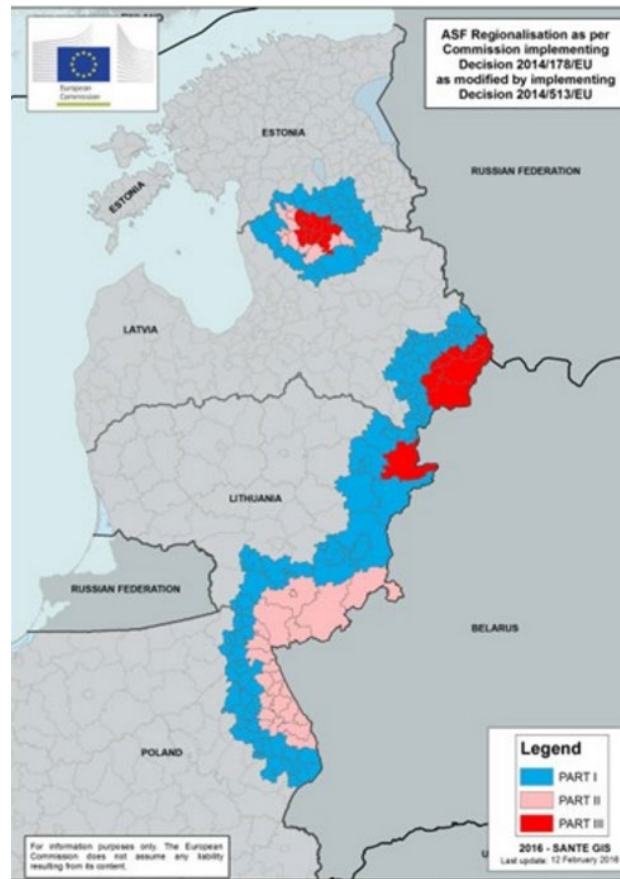 European
Commission
ASF Regionalisation as per
Commission implementing
Decision 2014/178/EU
as modified by implementing
Decision 2014/513/EU
ESTONIA
RUSSIAN FEDERATION
ESTONIA
LATVIA
LITHUANIA
RUSSIAN FEDERATION
BELARUS
POLAND
Legend
PART I
PART II
PART III
2016 - SANTE GIS
Last update: 12 February 2016
For information purposes only. The European
Commission does not assume any liability
resulting from its content.